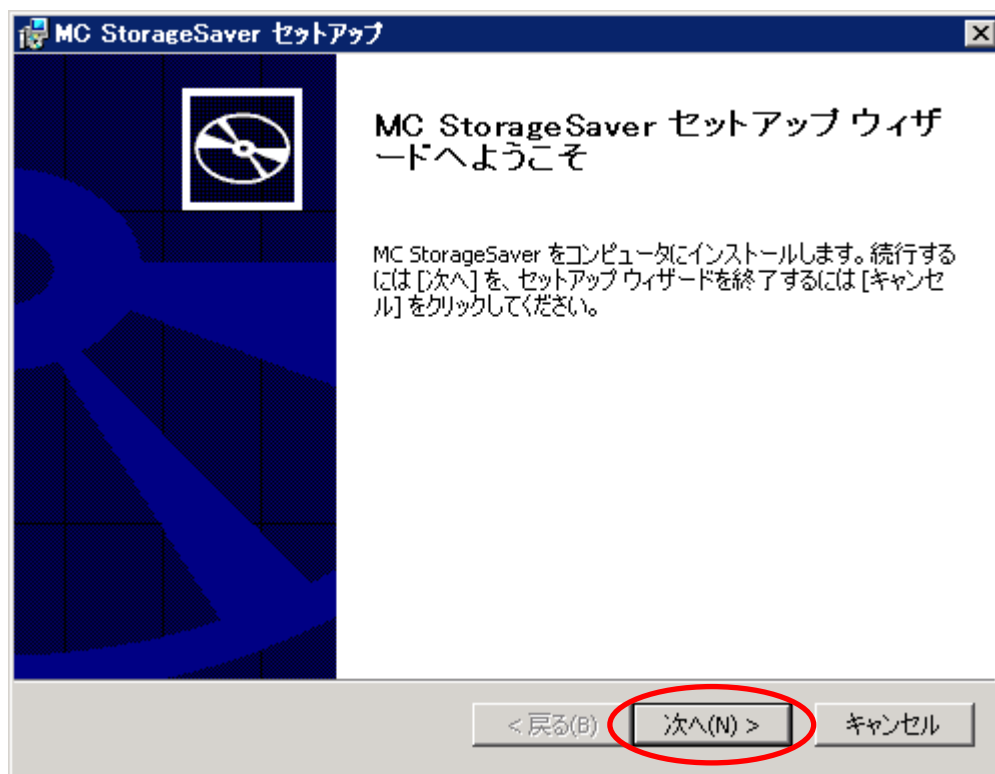 MC StorageSaver セットアップ
MC StorageSaver セットアップ ウィザ
ードへようこそ
MC StorageSaver をコンピュータにインストールします。続行する
には [次へ] を、セットアップ ウィザードを終了するには [キャンセ
ル] をクリックしてください。
< 戻る(B)
次へ(N) >
キャンセル